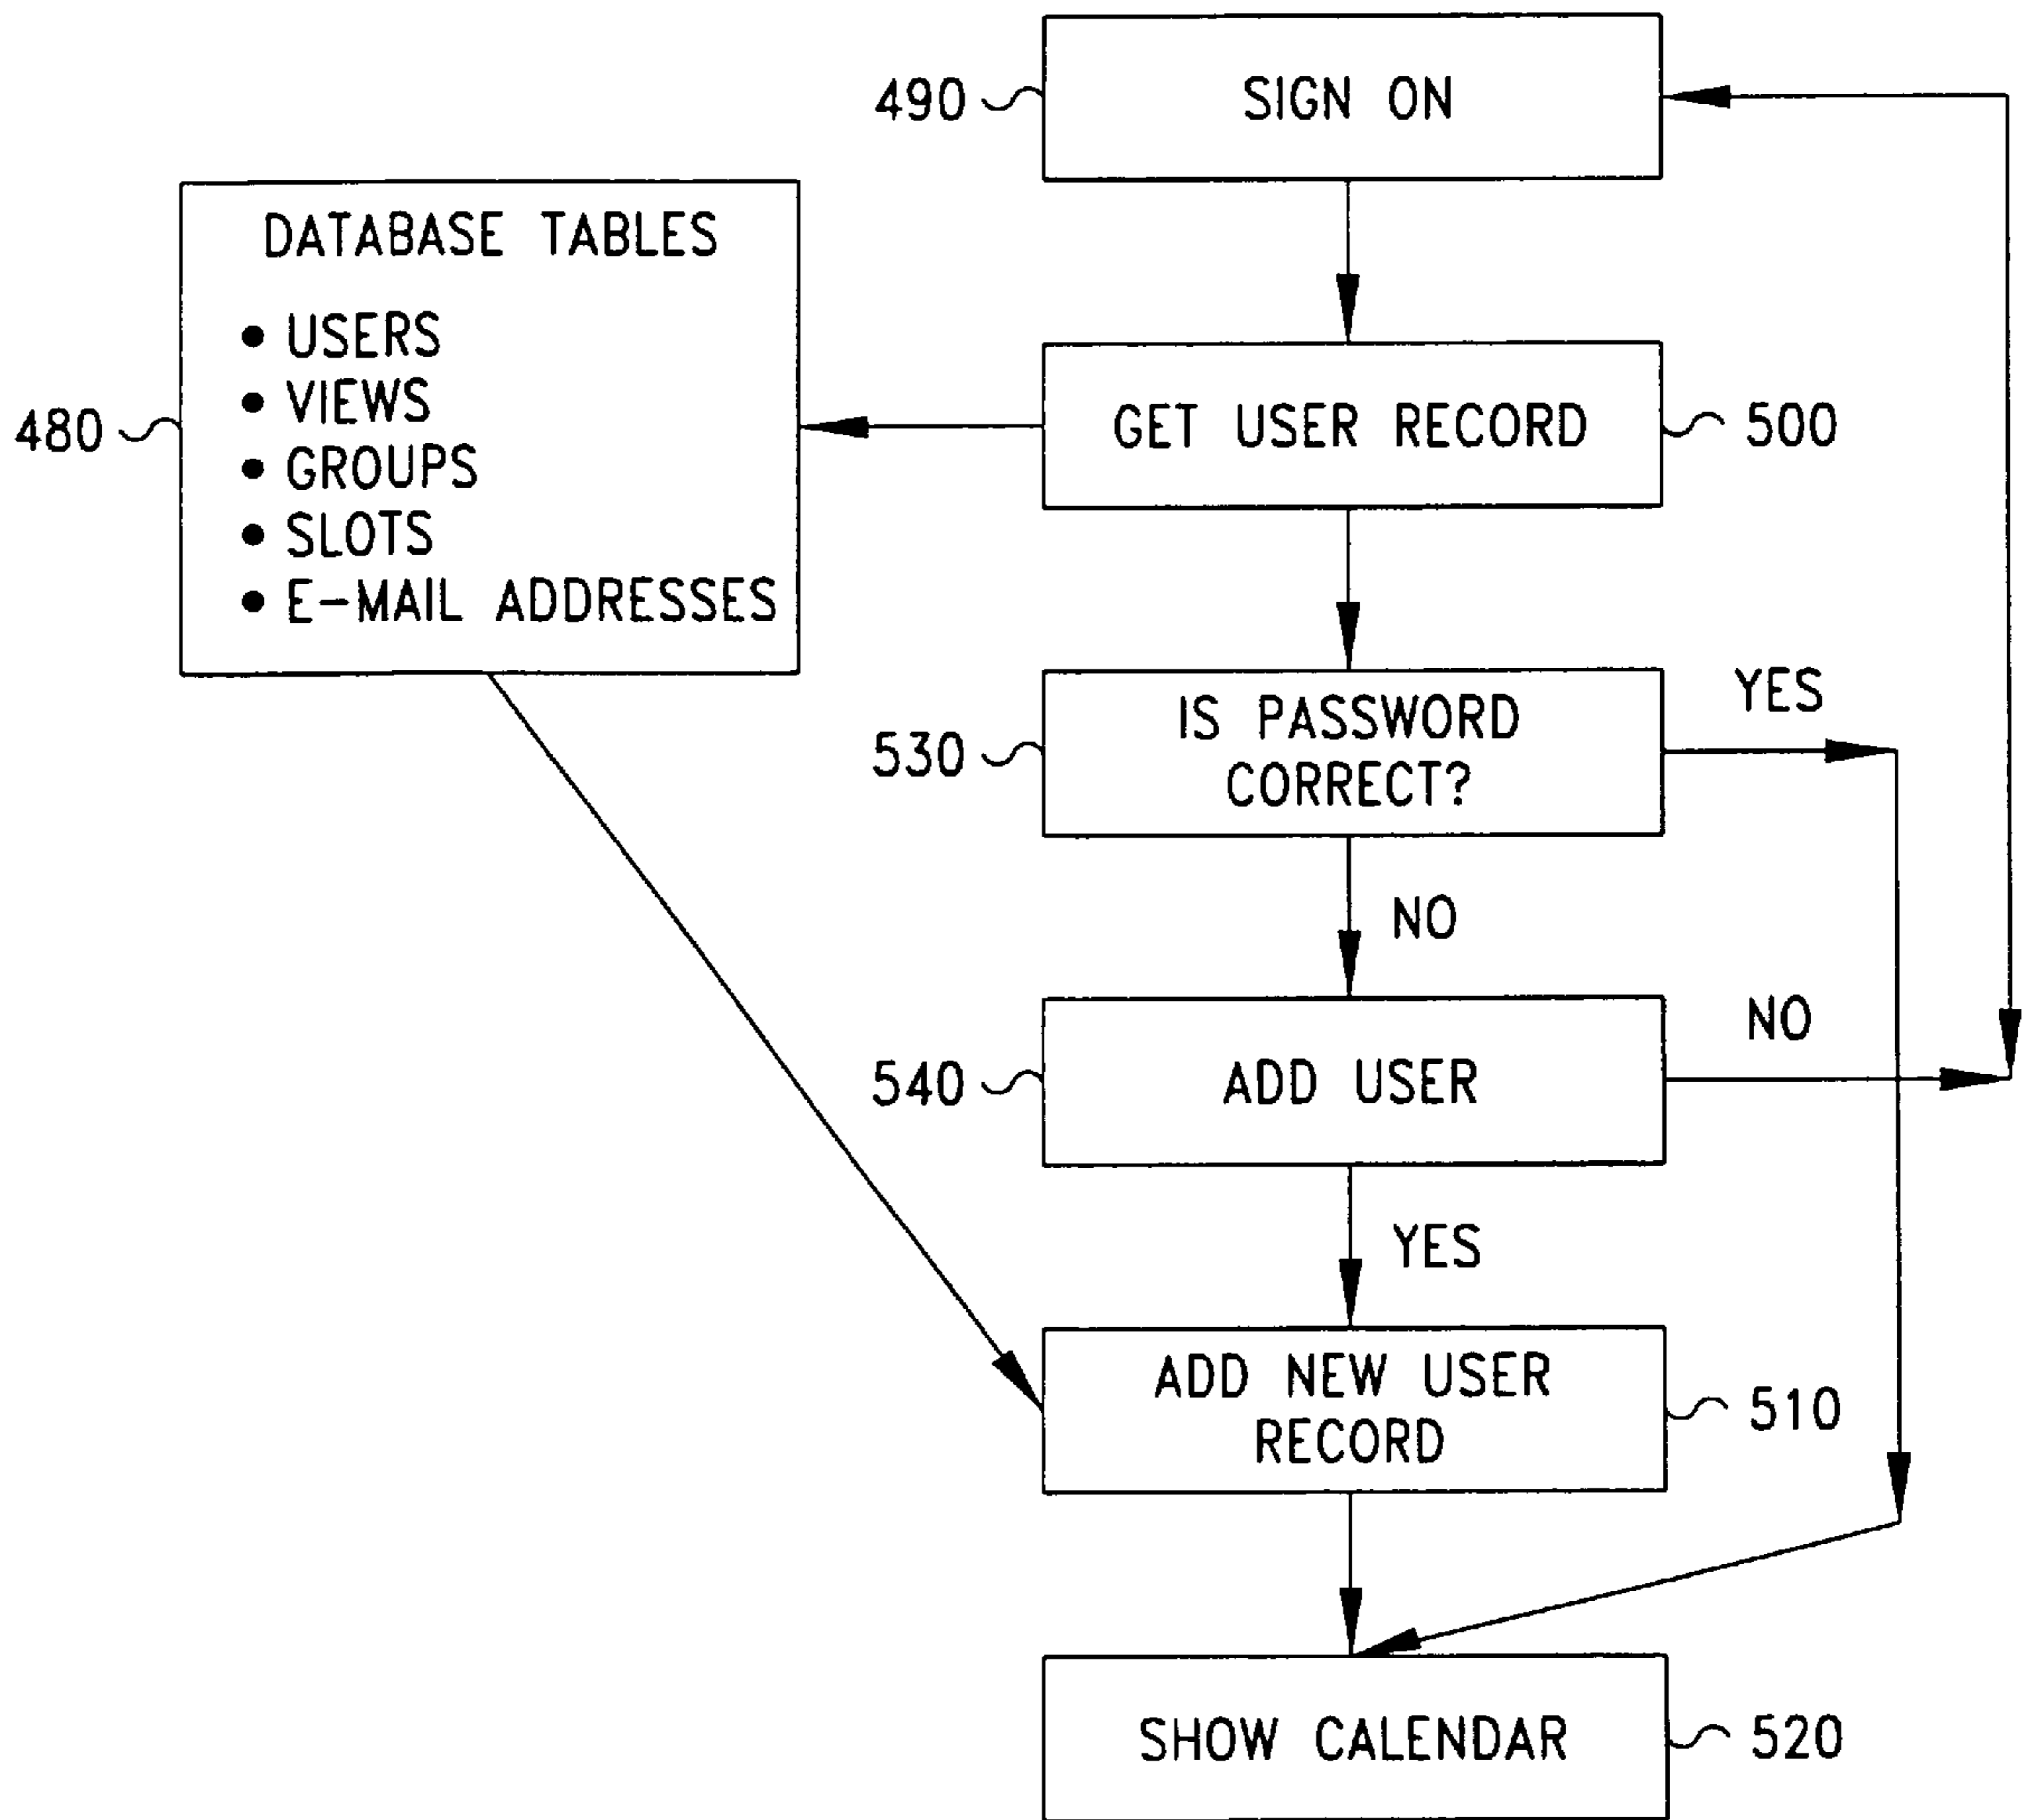 490
SIGN ON
DATABASE TABLES
● USERS
● VIEWS
● GROUPS
● SLOTS
● E-MAIL ADDRESSES
480
GET USER RECORD
500
IS PASSWORD
CORRECT?
530
YES
NO
540
ADD USER
NO
YES
ADD NEW USER
RECORD
510
SHOW CALENDAR
520